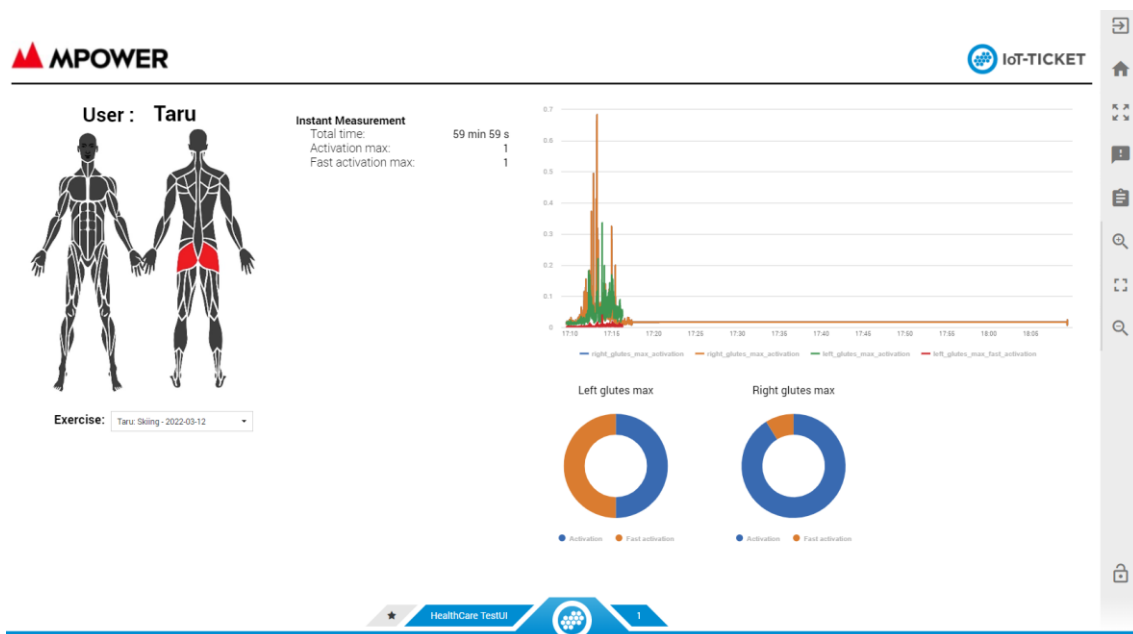 MPOWER
IoT-TICKET
User : Taru
Instant Measurement
Total time: 59 min 59 s
Activation max: 1
Fast activation max: 1
0.7
0.6
0.5
0.4
0.3
0.2
0.1
0
17:10 17:15 17:20 17:25 17:30 17:35 17:40 17:45 17:50 17:55 18:00 18:05
right_glutes_max_activation right_glutes_max_activation left_glutes_max_activation left_glutes_max_fast_activation
Left glutes max Right glutes max
Exercise: Taru: Skiing - 2022-03-12
Activation Fast activation Activation Fast activation
HealthCare TestUI 1